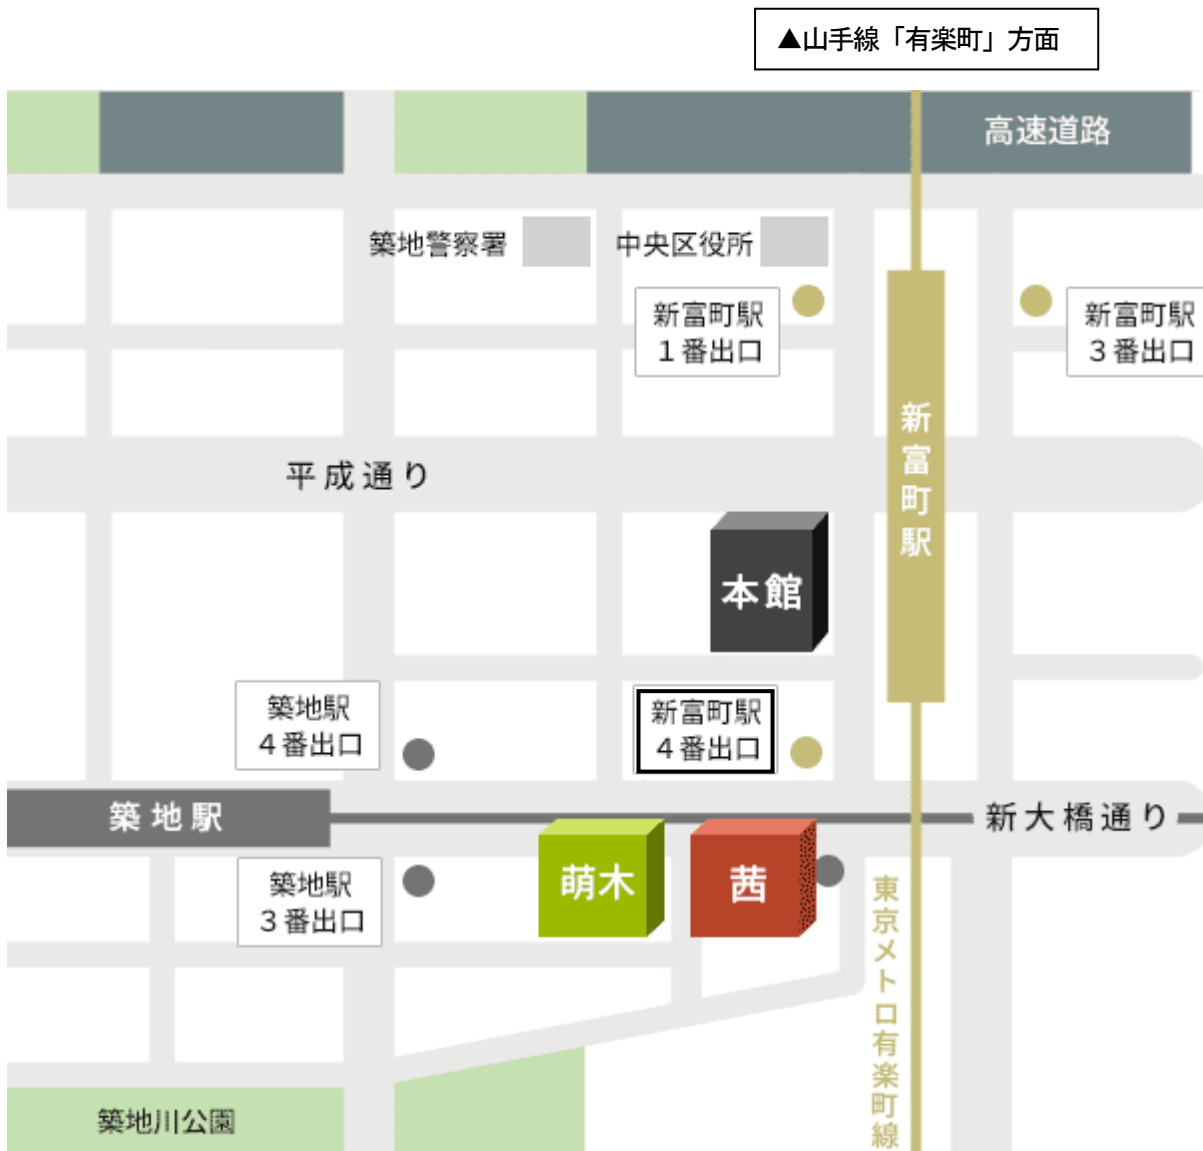 ▲山手線「有楽町」方面
高速道路
築地警察署
中央区役所
新富町駅
１番出口
新富町駅
３番出口
新富町駅
平成通り
本館
築地駅
４番出口
新富町駅
４番出口
築地駅
新大橋通り
萌木
茜
築地駅
３番出口
東京メトロ有楽町線
築地川公園